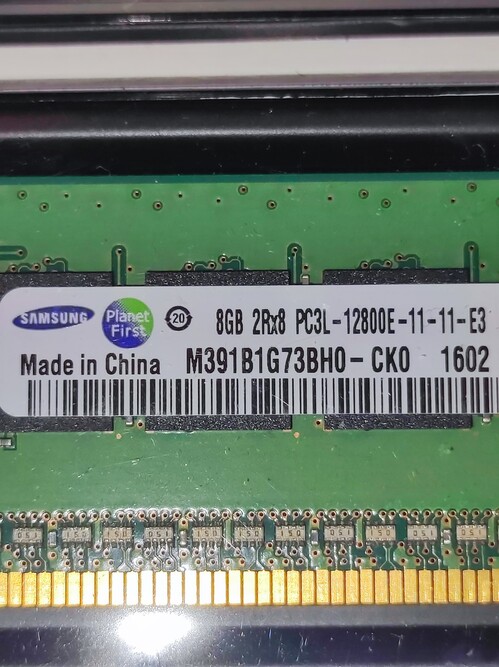 SAMSUNG Planet First 20 8GB 2Rx8 PC3L-12800E-11-11-E3
Made in China M391B1G73BH0-CK0 1602